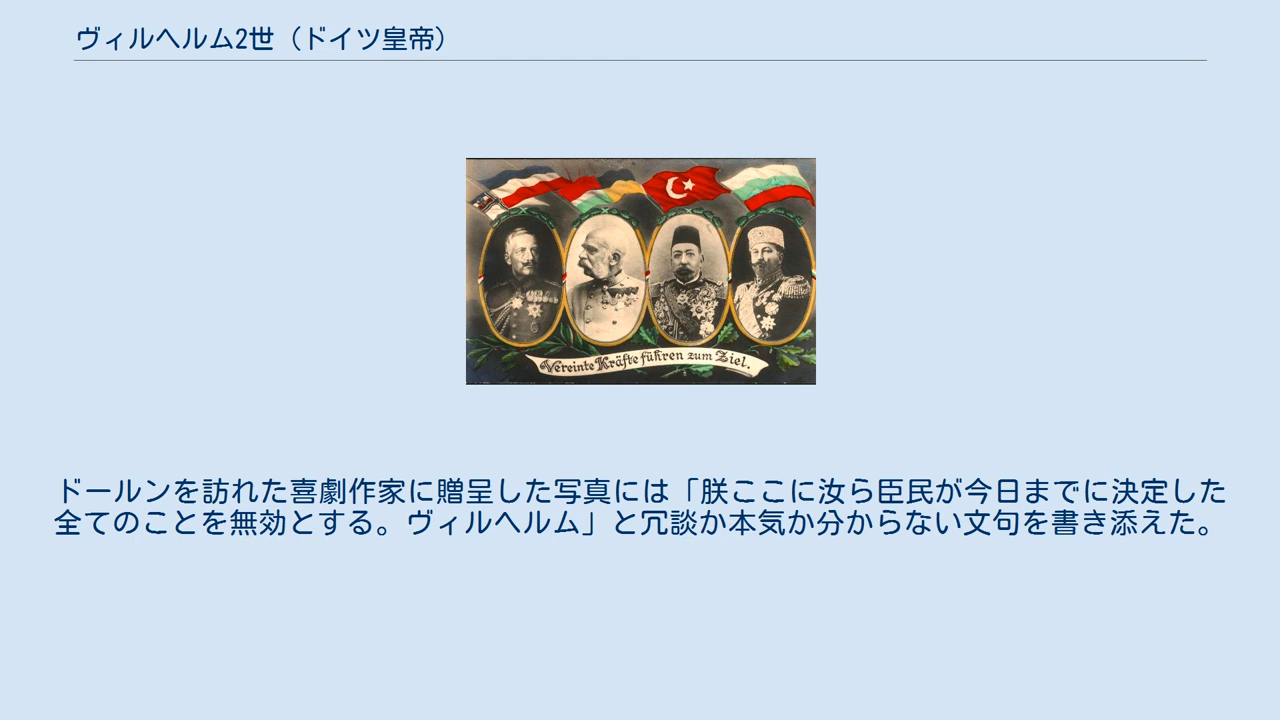 ヴィルヘルム2世（ドイツ皇帝）
Vereinte Kräfte führen zum Ziel.
ドールンを訪れた喜劇作家に贈呈した写真には「朕ここに汝ら臣民が今日までに決定した
全てのことを無効とする。ヴィルヘルム」と冗談か本気か分からない文句を書き添えた。